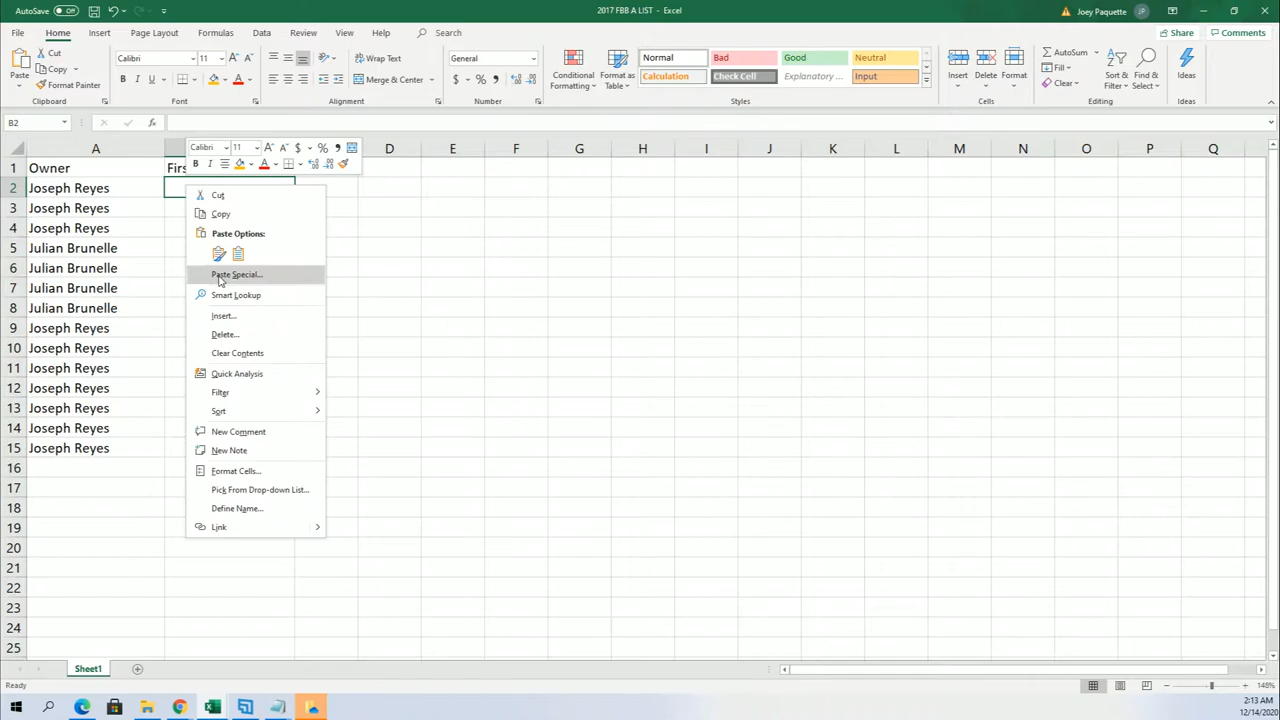 AutoSave Off 2017 FBB A LIST - Excel Joey Paquette JP
File Home Insert Page Layout Formulas Data Review View Help Search Share Comments
Paste Cut Copy Format Painter Clipboard
Calibri 11 B I U A Font
Wrap Text Merge & Center Alignment
General $ % Number
Conditional Formatting Format as Table
Normal Bad Good Neutral
Calculation Check Cell Explanatory ... Input
Styles
Insert Delete Format Cells
AutoSum Fill Clear Sort & Filter Find & Select Editing
Ideas Ideas
B2 fx
A D E F G H I J K L M N O P Q
Calibri 11 A A $ %
B I A
1 Owner Firs
2 Joseph Reyes
3 Joseph Reyes
4 Joseph Reyes
5 Julian Brunelle
6 Julian Brunelle
7 Julian Brunelle
8 Julian Brunelle
9 Joseph Reyes
10 Joseph Reyes
11 Joseph Reyes
12 Joseph Reyes
13 Joseph Reyes
14 Joseph Reyes
15 Joseph Reyes
16
17
18
19
20
21
22
23
24
25
Cut
Copy
Paste Options:
Paste Special...
Smart Lookup
Insert...
Delete...
Clear Contents
Quick Analysis
Filter
Sort
New Comment
New Note
Format Cells...
Pick From Drop-down List...
Define Name...
Link
Sheet1
Ready 148%
2:13 AM
12/14/2020